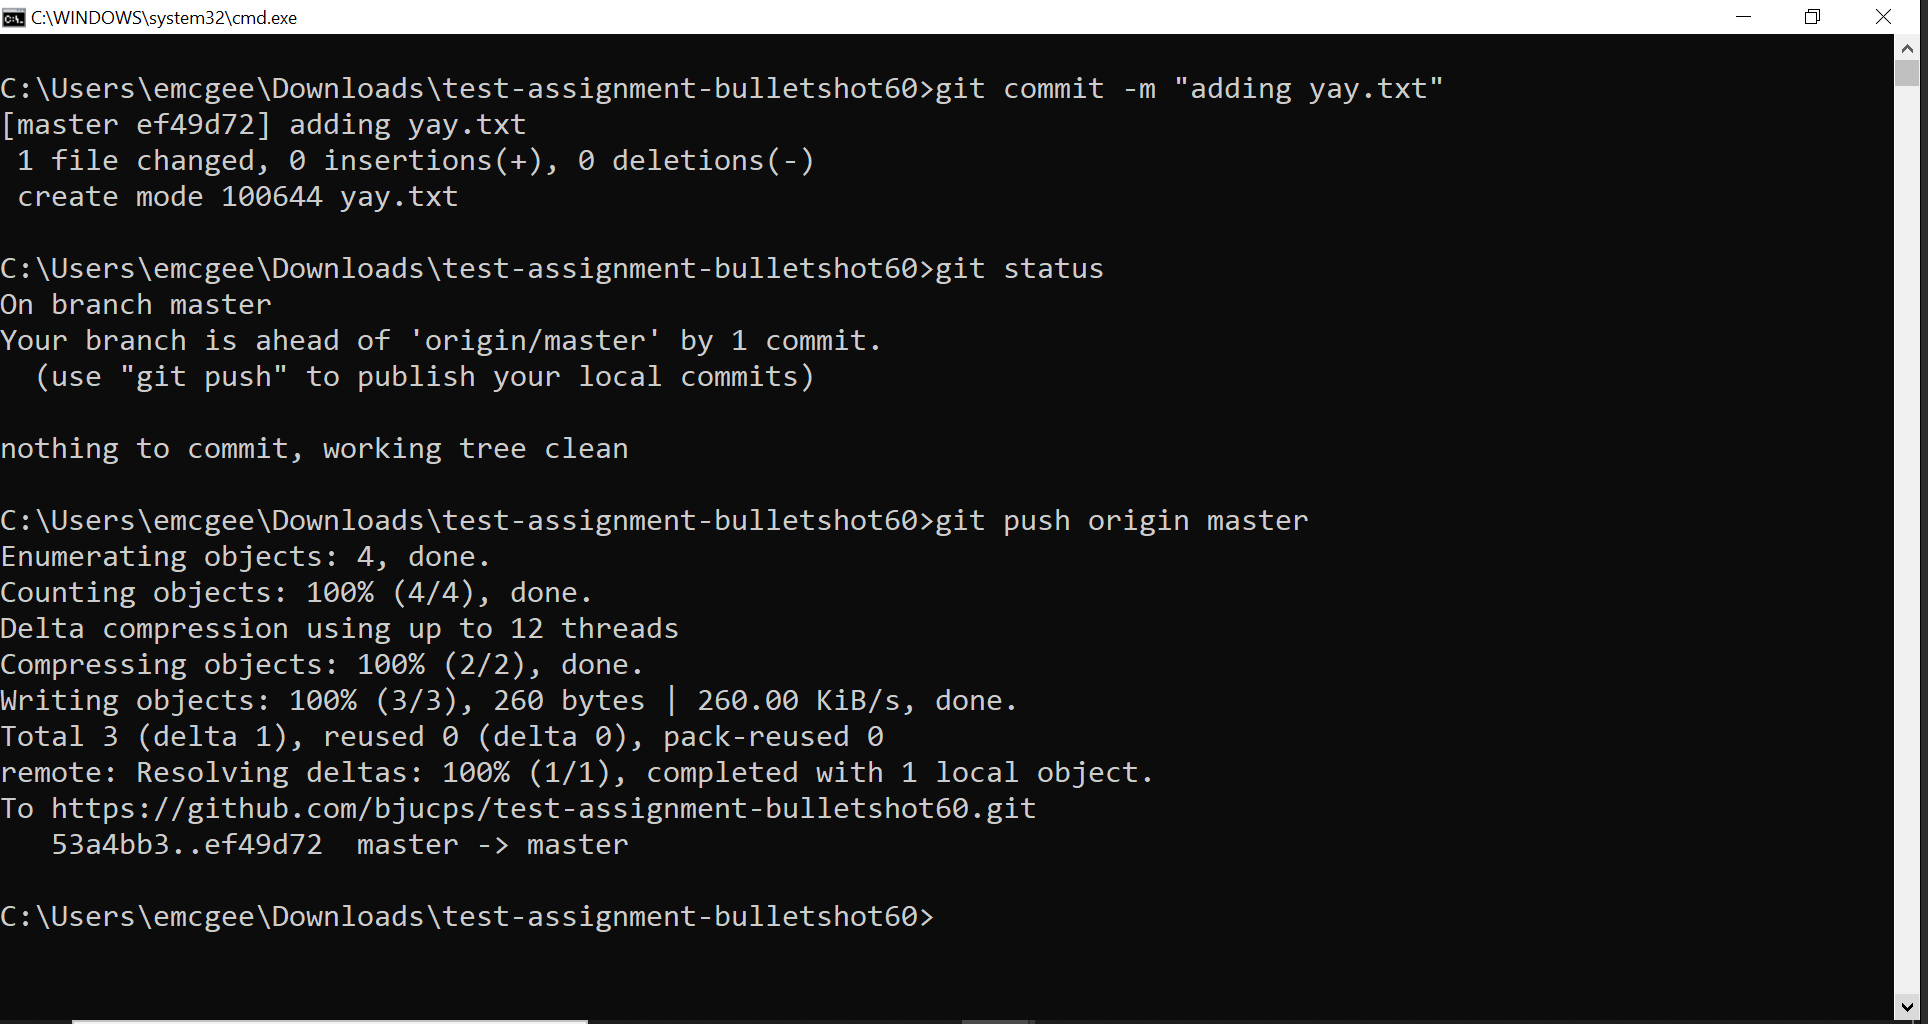 C:\WINDOWS\system32\cmd.exe
C:\Users\emcgee\Downloads\test-assignment-bulletshot60>git commit -m "adding yay.txt"
[master ef49d72] adding yay.txt
 1 file changed, 0 insertions(+), 0 deletions(-)
 create mode 100644 yay.txt
C:\Users\emcgee\Downloads\test-assignment-bulletshot60>git status
On branch master
Your branch is ahead of 'origin/master' by 1 commit.
  (use "git push" to publish your local commits)
nothing to commit, working tree clean
C:\Users\emcgee\Downloads\test-assignment-bulletshot60>git push origin master
Enumerating objects: 4, done.
Counting objects: 100% (4/4), done.
Delta compression using up to 12 threads
Compressing objects: 100% (2/2), done.
Writing objects: 100% (3/3), 260 bytes | 260.00 KiB/s, done.
Total 3 (delta 1), reused 0 (delta 0), pack-reused 0
remote: Resolving deltas: 100% (1/1), completed with 1 local object.
To https://github.com/bjucps/test-assignment-bulletshot60.git
   53a4bb3..ef49d72  master -> master
C:\Users\emcgee\Downloads\test-assignment-bulletshot60>